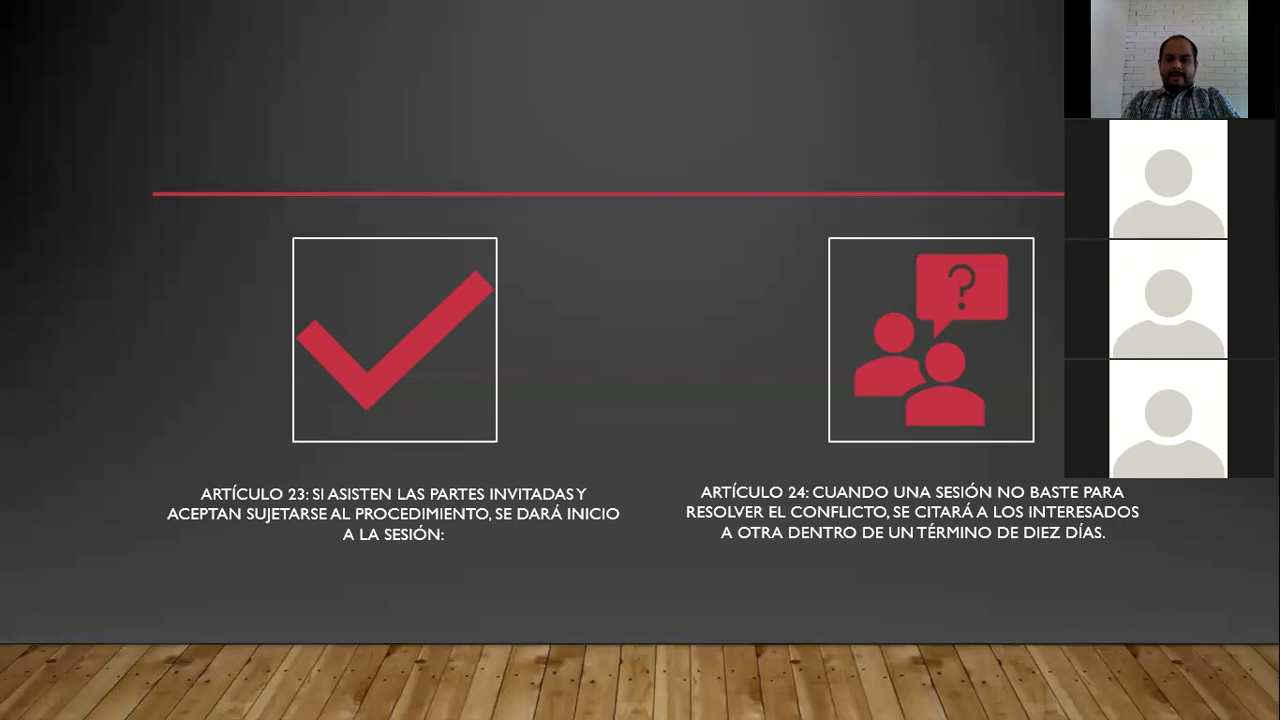 ARTÍCULO 23: SI ASISTEN LAS PARTES INVITADAS Y
ACEPTAN SUJETARSE AL PROCEDIMIENTO, SE DARÁ INICIO
A LA SESIÓN:
?
ARTÍCULO 24: CUANDO UNA SESIÓN NO BASTE PARA
RESOLVER EL CONFLICTO, SE CITARÁ A LOS INTERESADOS
A OTRA DENTRO DE UN TÉRMINO DE DIEZ DÍAS.